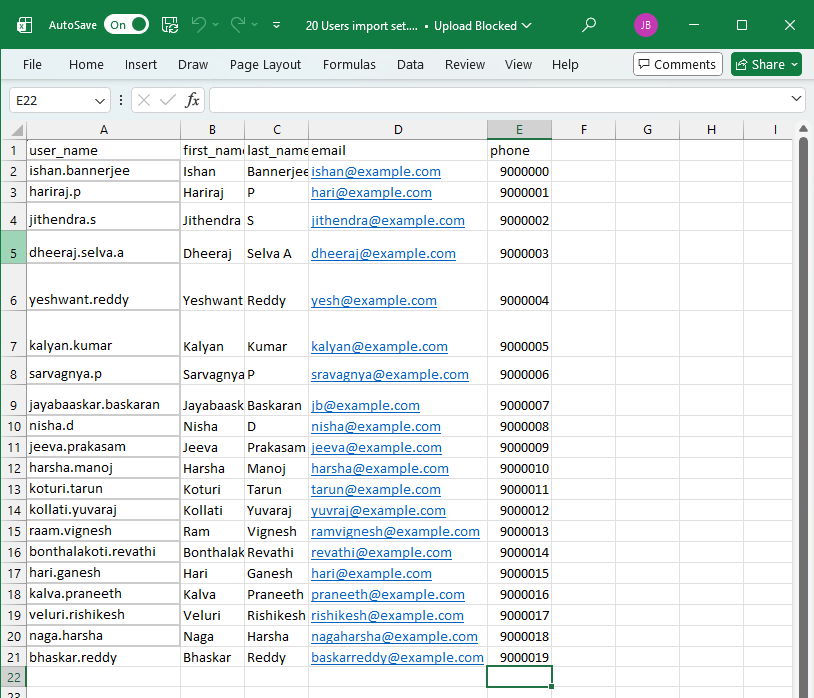 AutoSave On 20 Users import set.... • Upload Blocked JB
File Home Insert Draw Page Layout Formulas Data Review View Help Comments Share
E22 fx
A B C D E F G H I
1 user_name first_name last_name email phone
2 ishan.bannerjee Ishan Bannerjee ishan@example.com 9000000
3 hariraj.p Hariraj P hari@example.com 9000001
4 jithendra.s Jithendra S jithendra@example.com 9000002
5 dheeraj.selva.a Dheeraj Selva A dheeraj@example.com 9000003
6 yeshwant.reddy Yeshwant Reddy yesh@example.com 9000004
7 kalyan.kumar Kalyan Kumar kalyan@example.com 9000005
8 sarvagnya.p Sarvagnya P sravagnya@example.com 9000006
9 jayabaaskar.baskaran Jayabaask Baskaran jb@example.com 9000007
10 nisha.d Nisha D nisha@example.com 9000008
11 jeeva.prakasam Jeeva Prakasam jeeva@example.com 9000009
12 harsha.manoj Harsha Manoj harsha@example.com 9000010
13 koturi.tarun Koturi Tarun tarun@example.com 9000011
14 kollati.yuvaraj Kollati Yuvaraj yuvraj@example.com 9000012
15 raam.vignesh Ram Vignesh ramvignesh@example.com 9000013
16 bonthalakoti.revathi Bonthalak Revathi revathi@example.com 9000014
17 hari.ganesh Hari Ganesh hari@example.com 9000015
18 kalva.praneeth Kalva Praneeth praneeth@example.com 9000016
19 veluri.rishikesh Veluri Rishikesh rishikesh@example.com 9000017
20 naga.harsha Naga Harsha nagaharsha@example.com 9000018
21 bhaskar.reddy Bhaskar Reddy baskarreddy@example.com 9000019
22
23